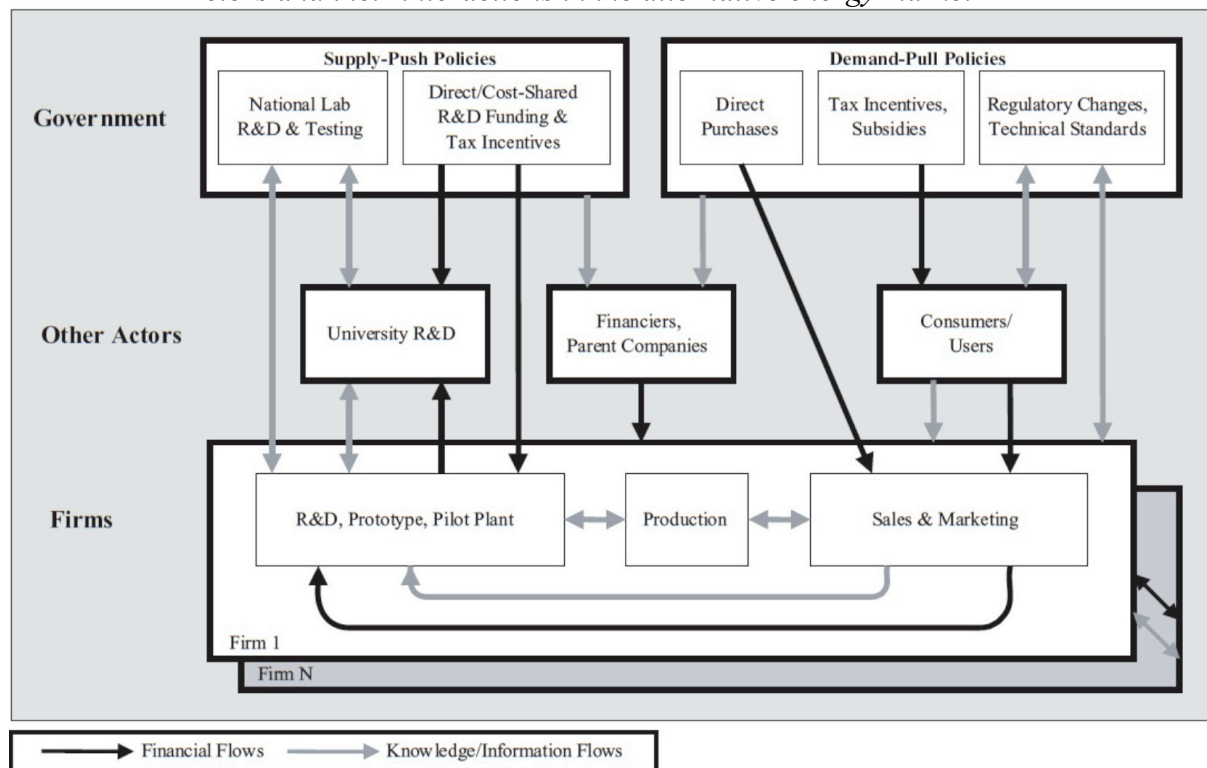 Supply-Push Policies
Demand-Pull Policies
Government
National Lab
R&D & Testing
Direct/Cost-Shared
R&D Funding &
Tax Incentives
Direct
Purchases
Tax Incentives,
Subsidies
Regulatory Changes,
Technical Standards
Other Actors
University R&D
Financiers,
Parent Companies
Consumers/
Users
Firms
R&D, Prototype, Pilot Plant
Production
Sales & Marketing
Firm 1
Firm N
Financial Flows
Knowledge/Information Flows